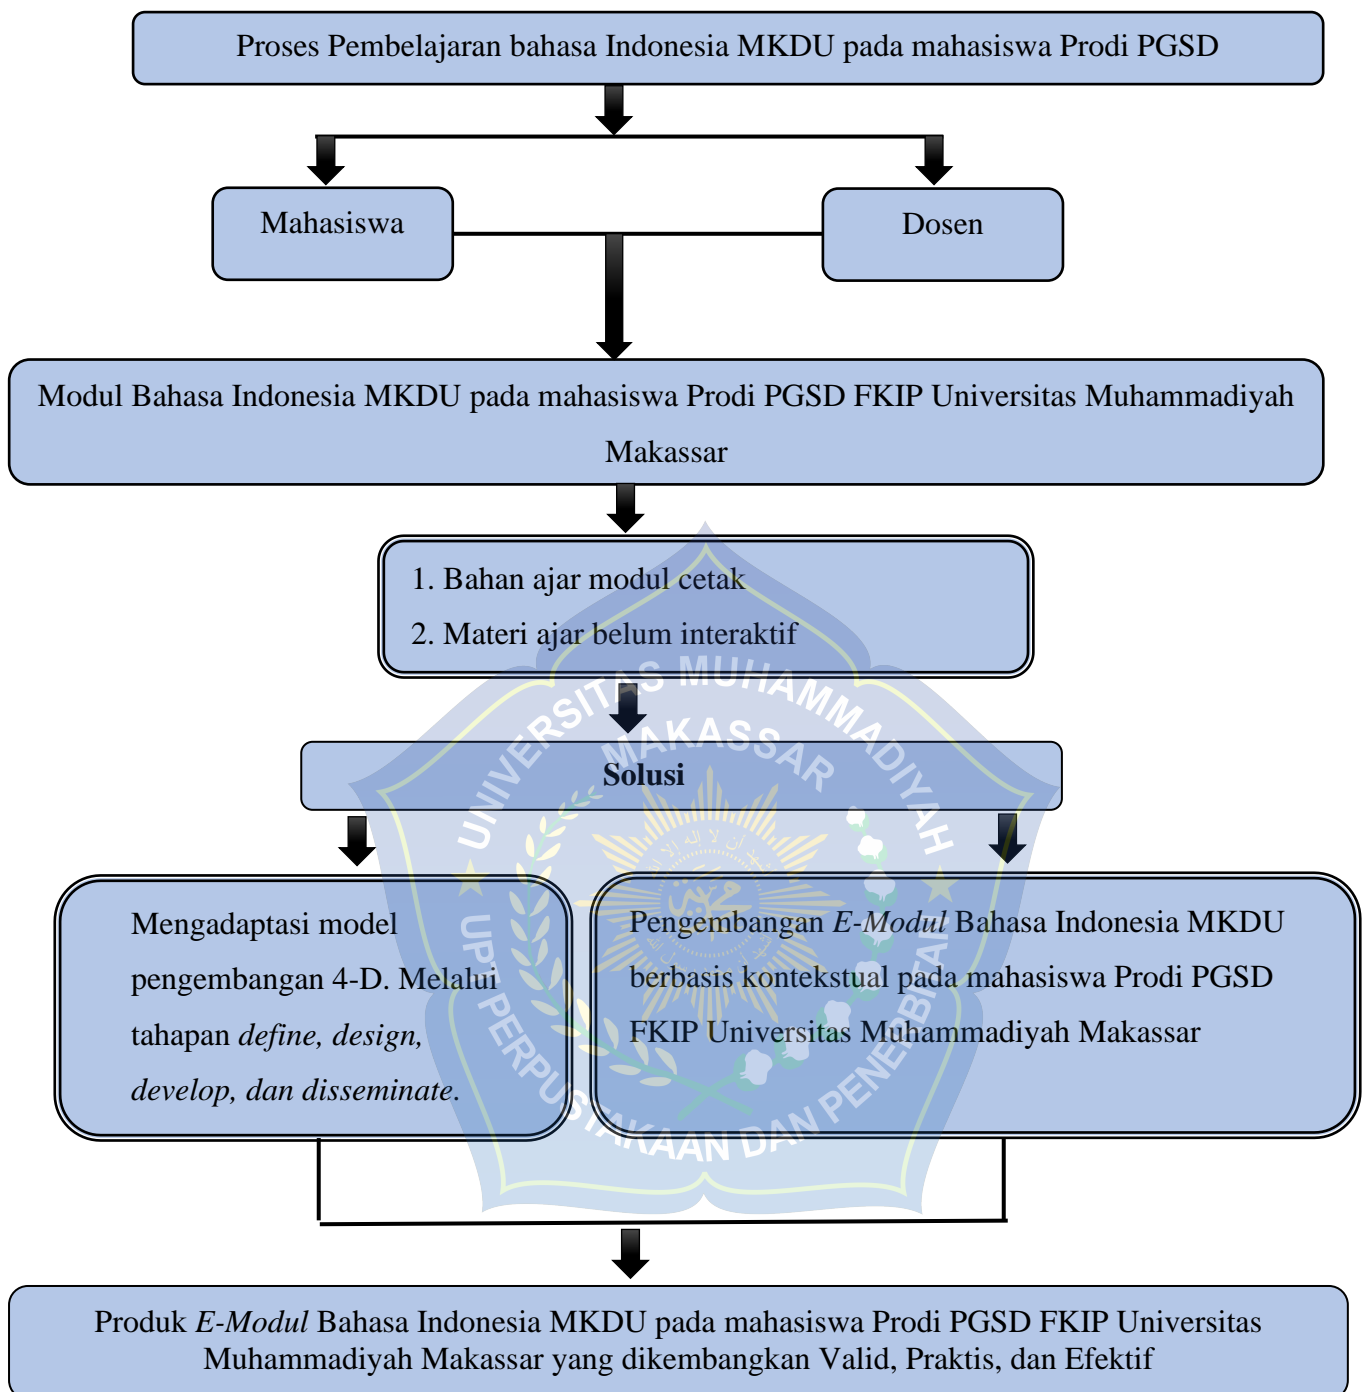 Proses Pembelajaran bahasa Indonesia MKDU pada mahasiswa Prodi PGSD
Mahasiswa
Dosen
Modul Bahasa Indonesia MKDU pada mahasiswa Prodi PGSD FKIP Universitas Muhammadiyah
Makassar
1. Bahan ajar modul cetak
2. Materi ajar belum interaktif
UNIVERSITAS MUHAMMADIYAH
MAKASSAR
Solusi
Mengadaptasi model
pengembangan 4-D. Melalui
tahapan define, design,
develop, dan disseminate.
Pengembangan E-Modul Bahasa Indonesia MKDU
berbasis kontekstual pada mahasiswa Prodi PGSD
FKIP Universitas Muhammadiyah Makassar
UPT PERPUSTAKAAN DAN PENERBITAN
Produk E-Modul Bahasa Indonesia MKDU pada mahasiswa Prodi PGSD FKIP Universitas
Muhammadiyah Makassar yang dikembangkan Valid, Praktis, dan Efektif